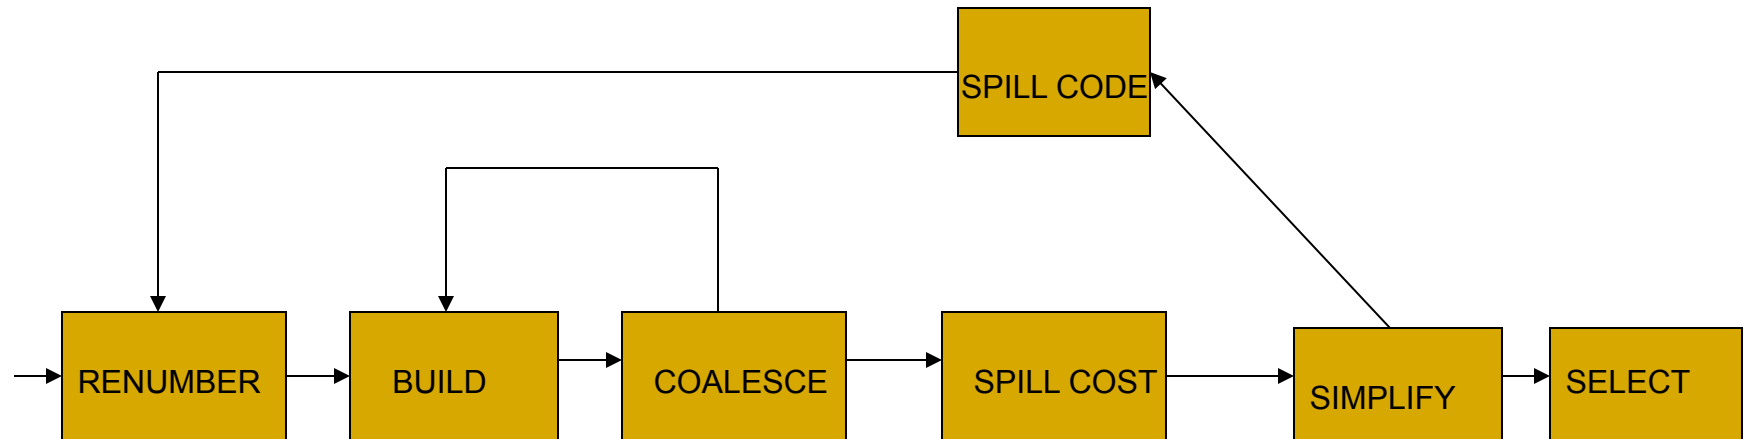 SPILL CODE
RENUMBER
BUILD
COALESCE
SPILL COST
SIMPLIFY
SELECT